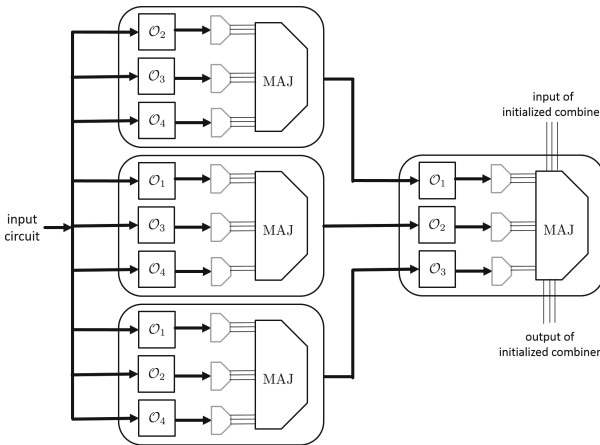 input
circuit
𝒪₂
𝒪₃
𝒪₄
MAJ
𝒪₁
𝒪₃
𝒪₄
MAJ
𝒪₁
𝒪₂
𝒪₄
MAJ
input of
initialized combiner
𝒪₁
𝒪₂
𝒪₃
MAJ
output of
initialized combiner